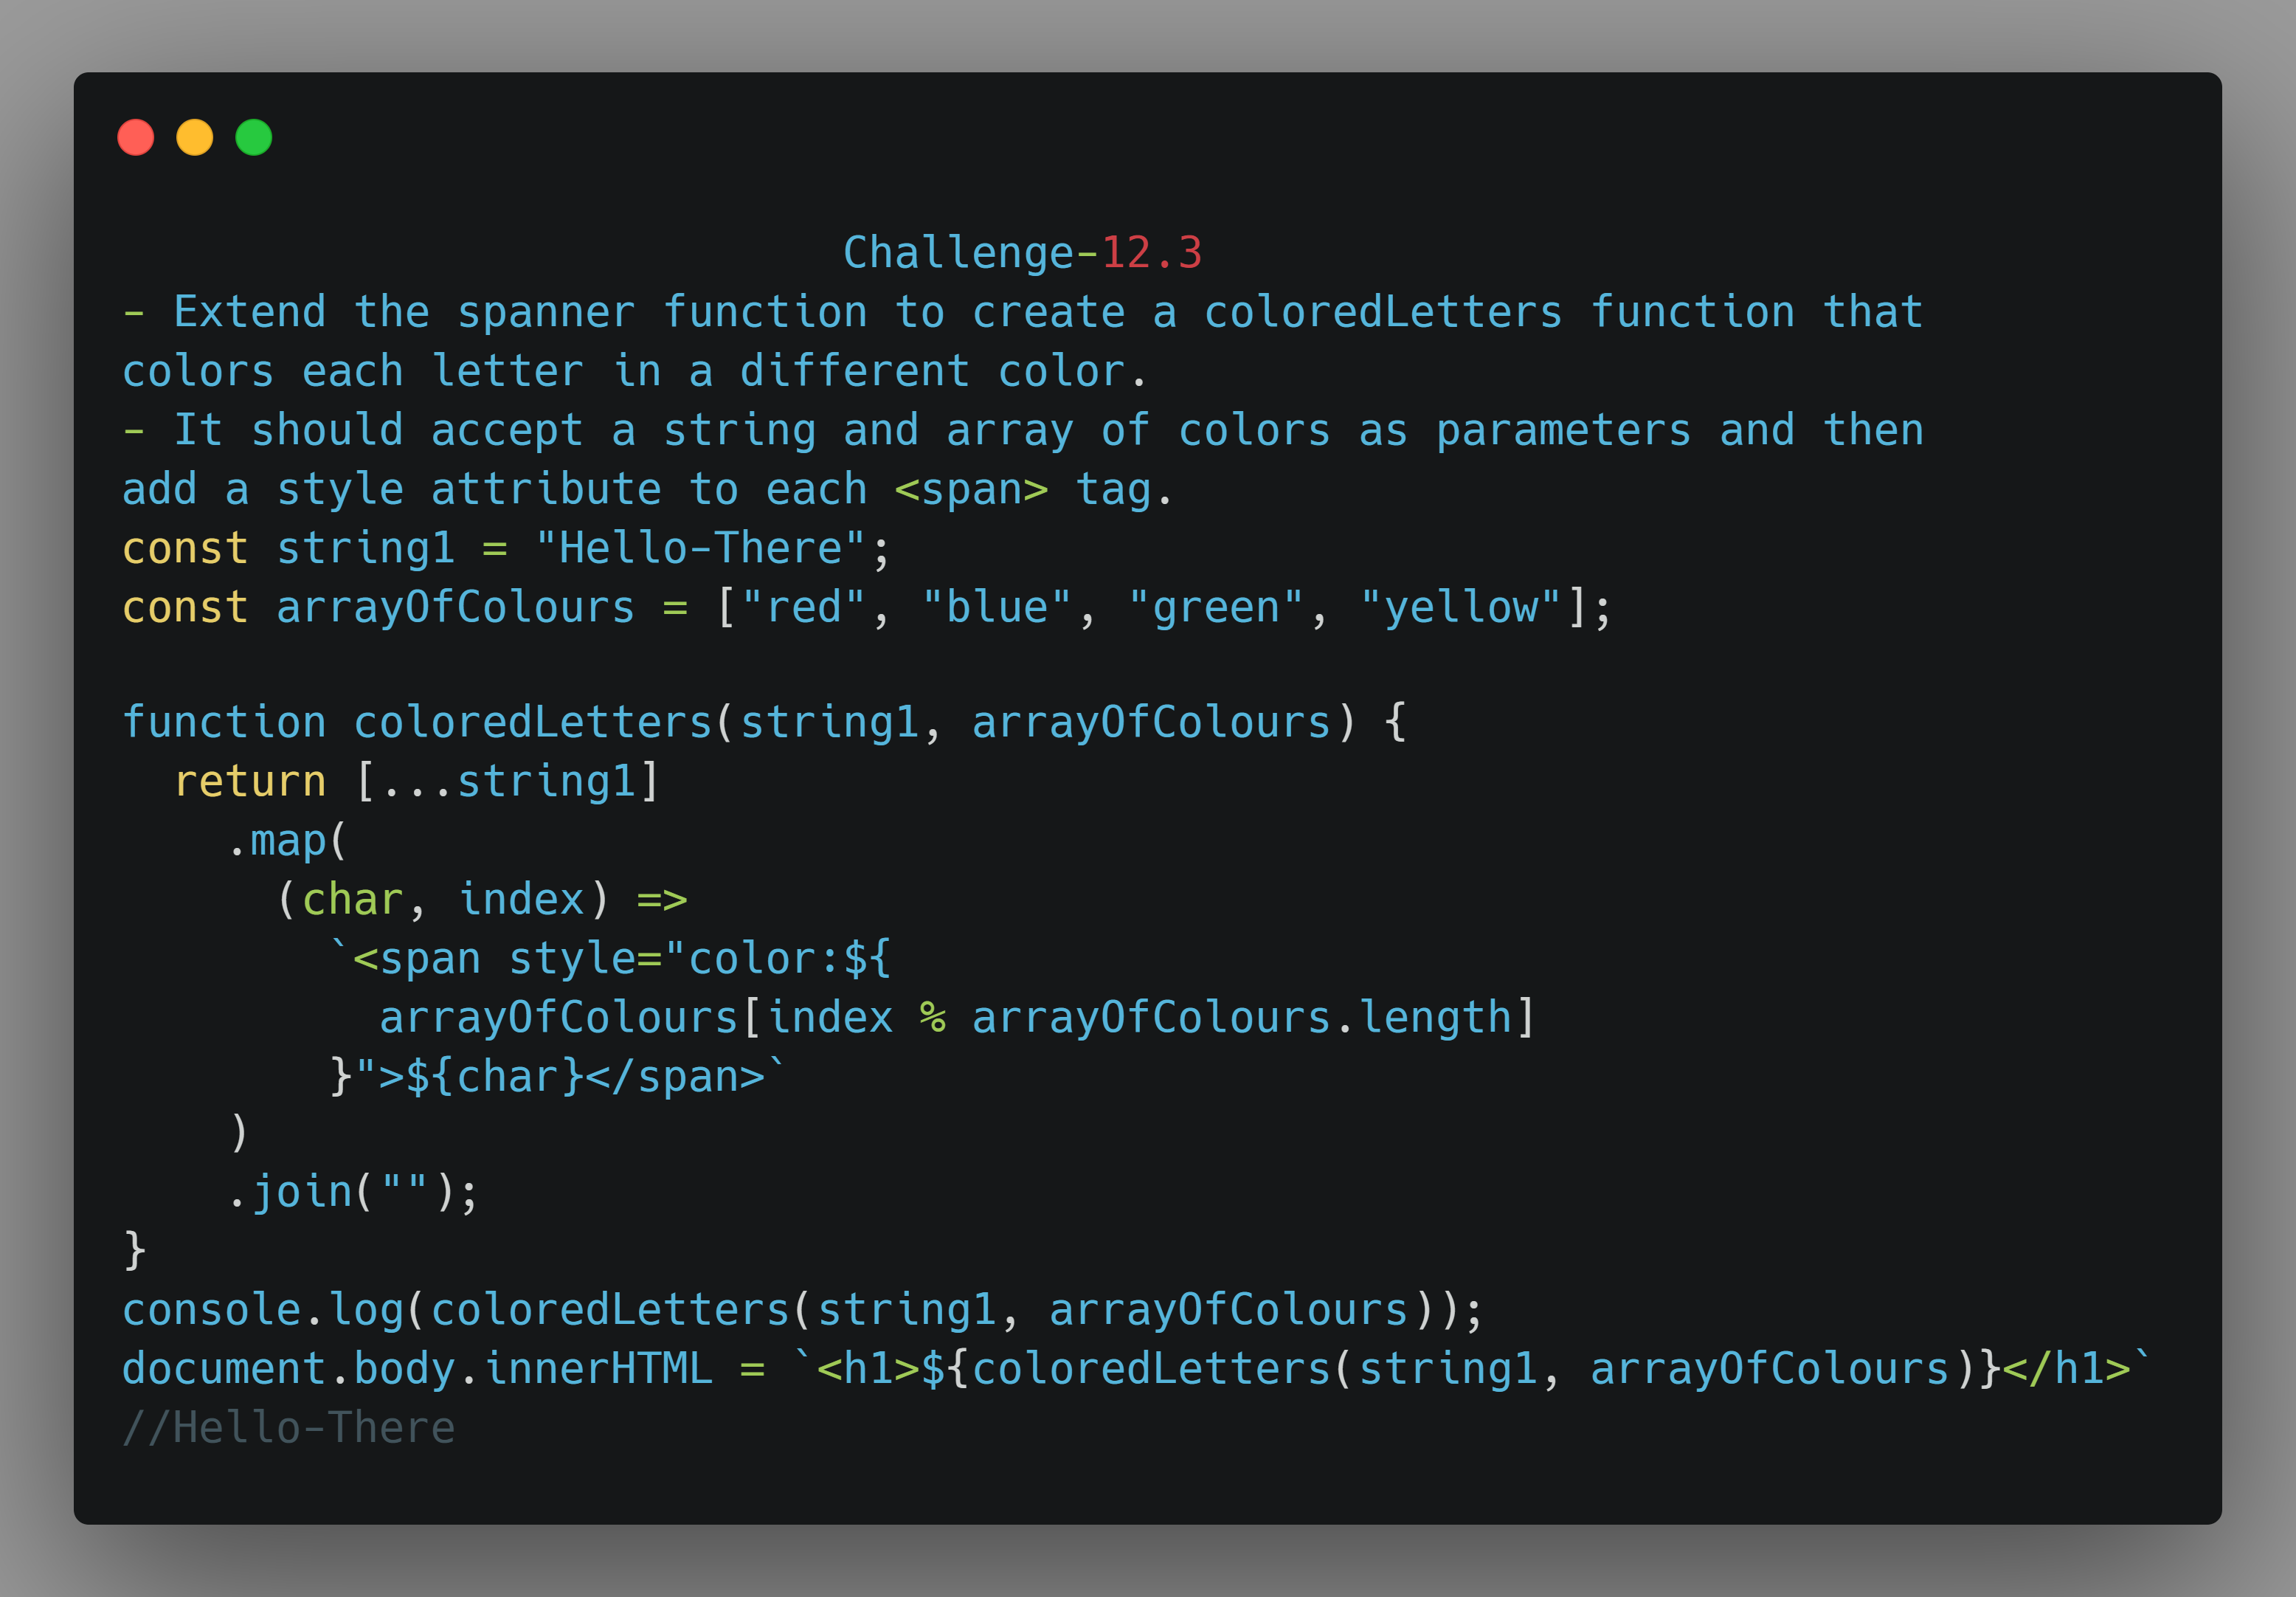 Challenge-12.3
- Extend the spanner function to create a coloredLetters function that
colors each letter in a different color.
- It should accept a string and array of colors as parameters and then
add a style attribute to each <span> tag.
const string1 = "Hello-There";
const arrayOfColours = ["red", "blue", "green", "yellow"];

function coloredLetters(string1, arrayOfColours) {
  return [...string1]
    .map(
      (char, index) =>
        `<span style="color:${
          arrayOfColours[index % arrayOfColours.length]
        }">${char}</span>`
    )
    .join("");
}
console.log(coloredLetters(string1, arrayOfColours));
document.body.innerHTML = `<h1>${coloredLetters(string1, arrayOfColours)}</h1>`
//Hello-There